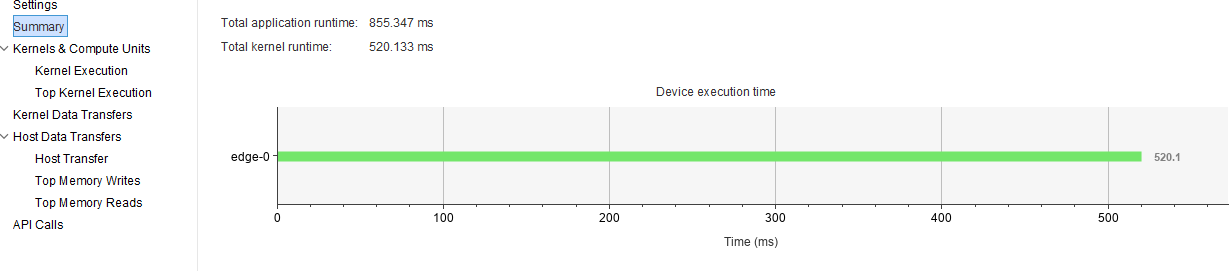 Settings
Summary
Kernels & Compute Units
Kernel Execution
Top Kernel Execution
Kernel Data Transfers
Host Data Transfers
Host Transfer
Top Memory Writes
Top Memory Reads
API Calls
Total application runtime: 855.347 ms
Total kernel runtime: 520.133 ms
Device execution time
edge-0 520.1
0 100 200 300 400 500
Time (ms)